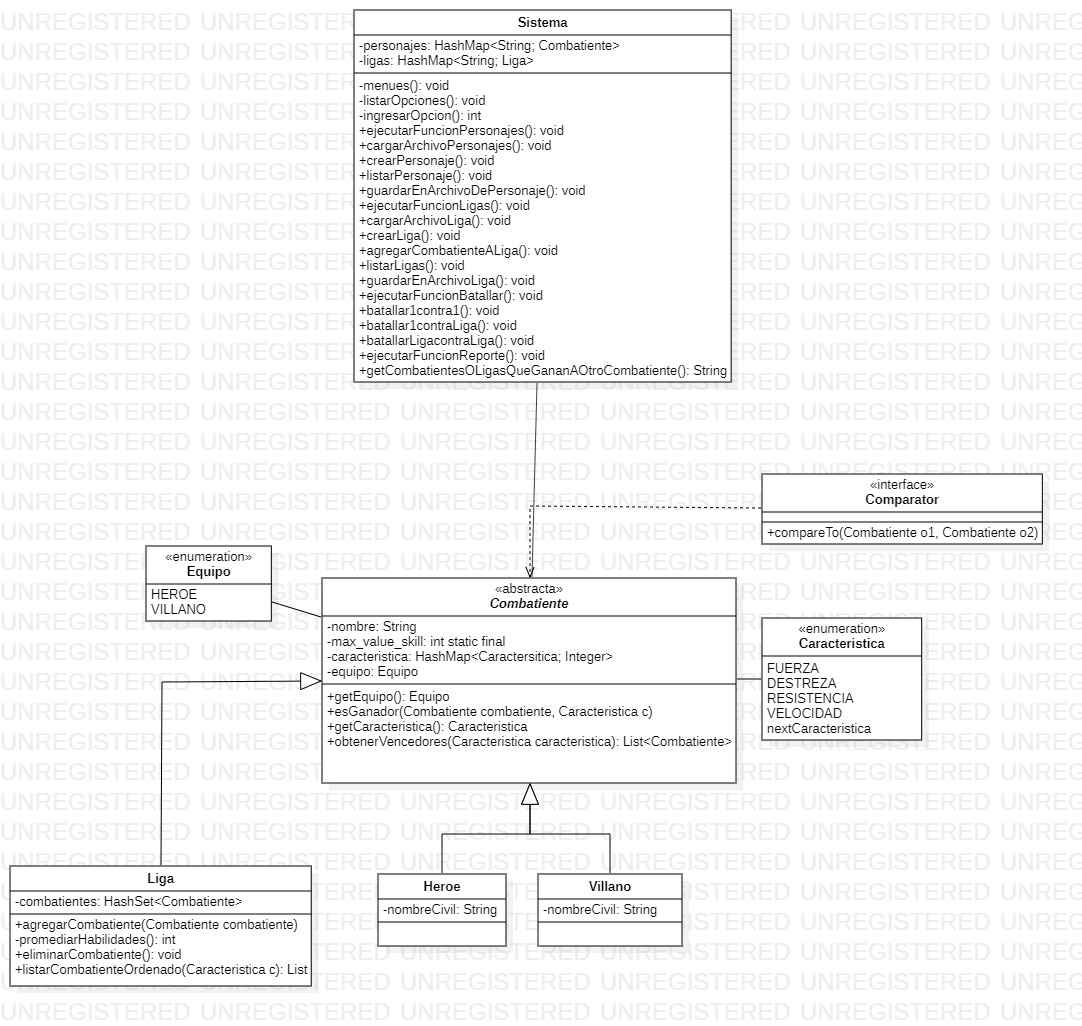 Sistema
-personajes: HashMap<String; Combatiente>
-ligas: HashMap<String; Liga>
-menues(): void
-listarOpciones(): void
-ingresarOpcion(): int
+ejecutarFuncionPersonajes(): void
+cargarArchivoPersonajes(): void
+crearPersonaje(): void
+listarPersonaje(): void
+guardarEnArchivoDePersonaje(): void
+ejecutarFuncionLigas(): void
+cargarArchivoLiga(): void
+crearLiga(): void
+agregarCombatienteALiga(): void
+listarLigas(): void
+guardarEnArchivoLiga(): void
+ejecutarFuncionBatallar(): void
+batallar1contra1(): void
+batallar1contraLiga(): void
+batallarLigacontraLiga(): void
+ejecutarFuncionReporte(): void
+getCombatientesOLigasQueGananAOtroCombatiente(): String
«interface»
Comparator
+compareTo(Combatiente o1, Combatiente o2)
«enumeration»
Equipo
HEROE
VILLANO
«abstracta»
Combatiente
-nombre: String
-max_value_skill: int static final
-caracteristica: HashMap<Caractersitica; Integer>
-equipo: Equipo
+getEquipo(): Equipo
+esGanador(Combatiente combatiente, Caracteristica c)
+getCaracteristica(): Caracteristica
+obtenerVencedores(Caracteristica caracteristica): List<Combatiente>
«enumeration»
Caracteristica
FUERZA
DESTREZA
RESISTENCIA
VELOCIDAD
nextCaracteristica
Liga
-combatientes: HashSet<Combatiente>
+agregarCombatiente(Combatiente combatiente)
-promediarHabilidades(): int
+eliminarCombatiente(): void
+listarCombatienteOrdenado(Caracteristica c): List
Heroe
-nombreCivil: String
Villano
-nombreCivil: String